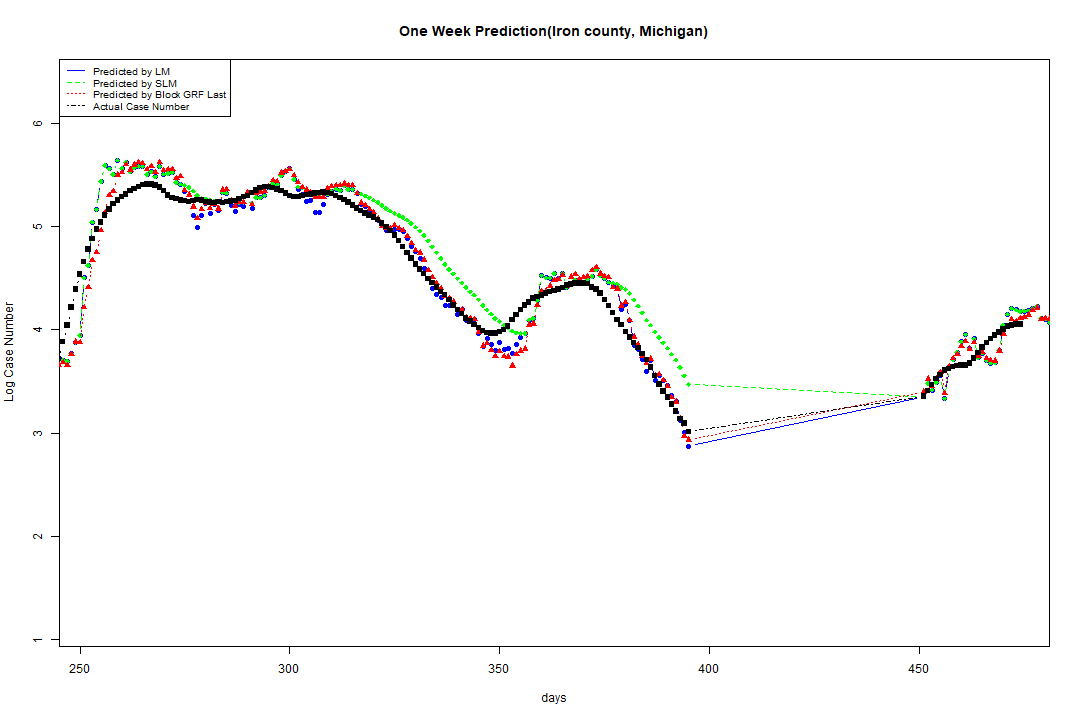 One Week Prediction(Iron county, Michigan)
Predicted by LM
Predicted by SLM
Predicted by Block GRF Last
Actual Case Number
Log Case Number
6
5
4
3
2
1
250 300 350 400 450
days